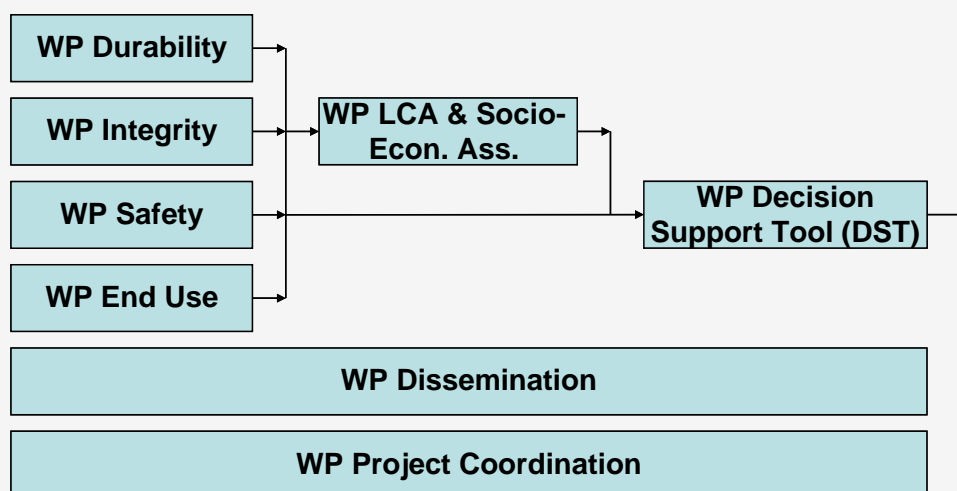 WP Durability
WP Integrity
WP LCA & Socio-
Econ. Ass.
WP Safety
WP Decision
Support Tool (DST)
WP End Use
WP Dissemination
WP Project Coordination